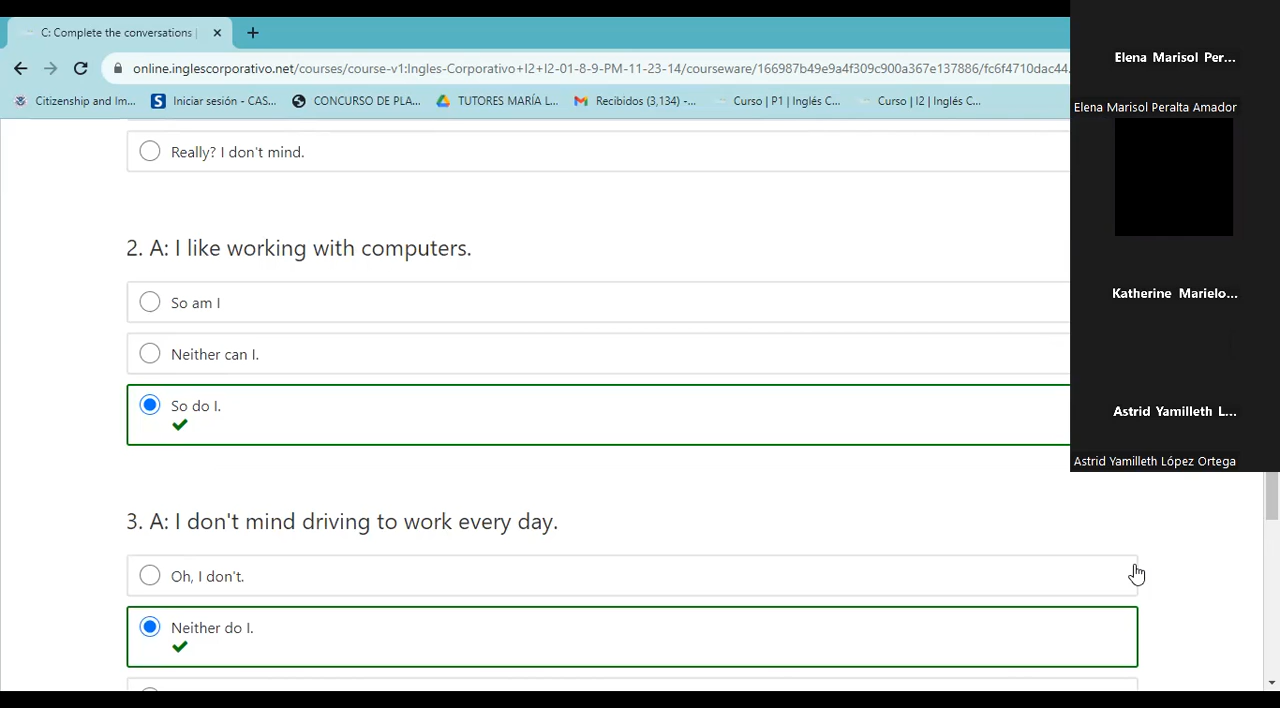 C: Complete the conversations |
online.inglescorporativo.net/courses/course-v1:Ingles-Corporativo+I2+I2-01-8-9-PM-11-23-14/courseware/166987b49e9a4f309c900a367e137886/fc6f4710dac44...
Citizenship and Im... Iniciar sesión - CAS... CONCURSO DE PLA... TUTORES MARÍA L... Recibidos (3,134) -... Curso | P1 | Inglés C... Curso | I2 | Inglés C...
Really? I don't mind.
2. A: I like working with computers.
So am I
Neither can I.
So do I.
3. A: I don't mind driving to work every day.
Oh, I don't.
Neither do I.
Elena Marisol Per...
Elena Marisol Peralta Amador
Katherine Marielo...
Astrid Yamilleth L...
Astrid Yamilleth López Ortega